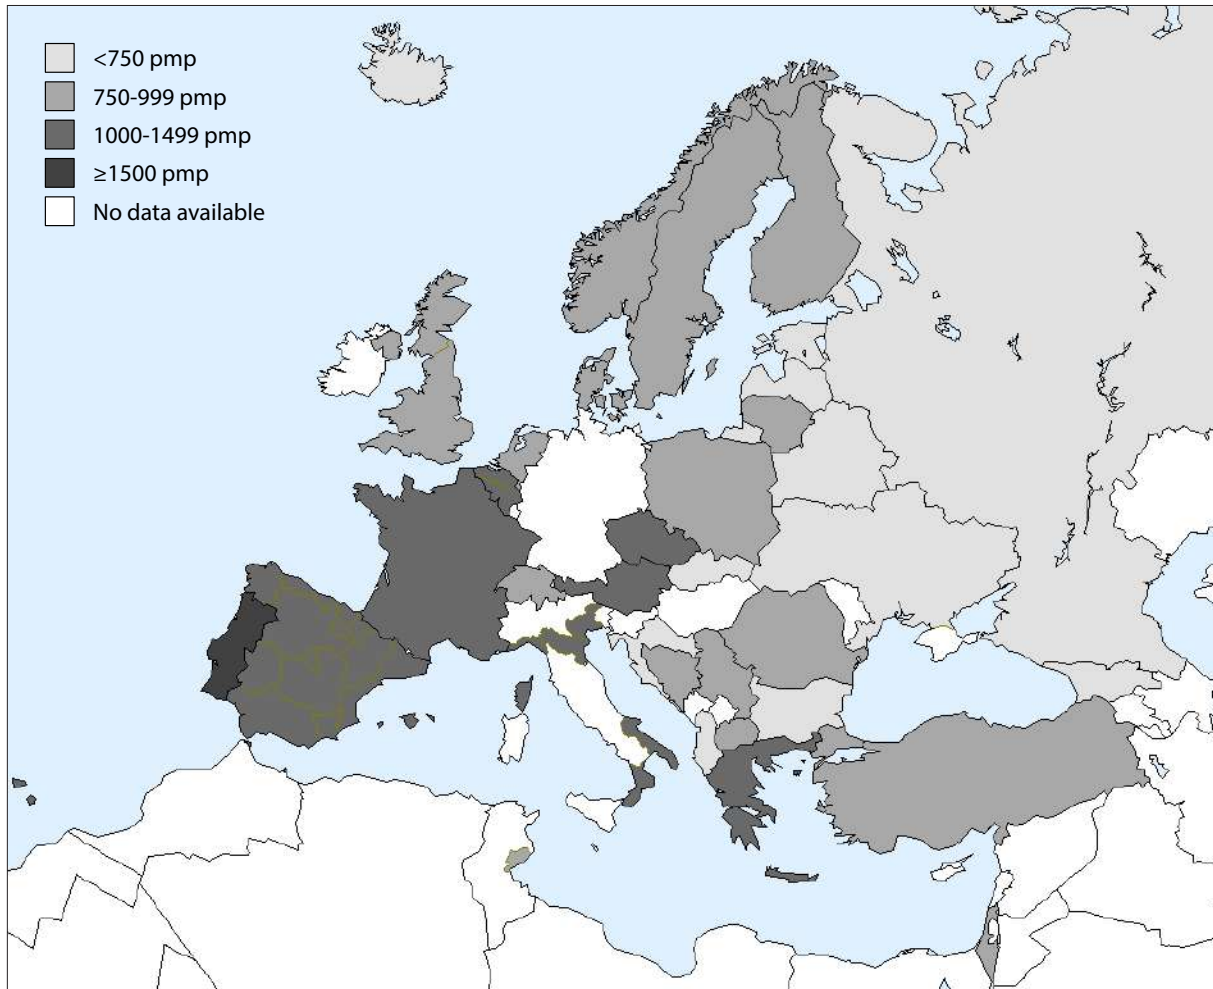 <750 pmp
750-999 pmp
1000-1499 pmp
≥1500 pmp
No data available